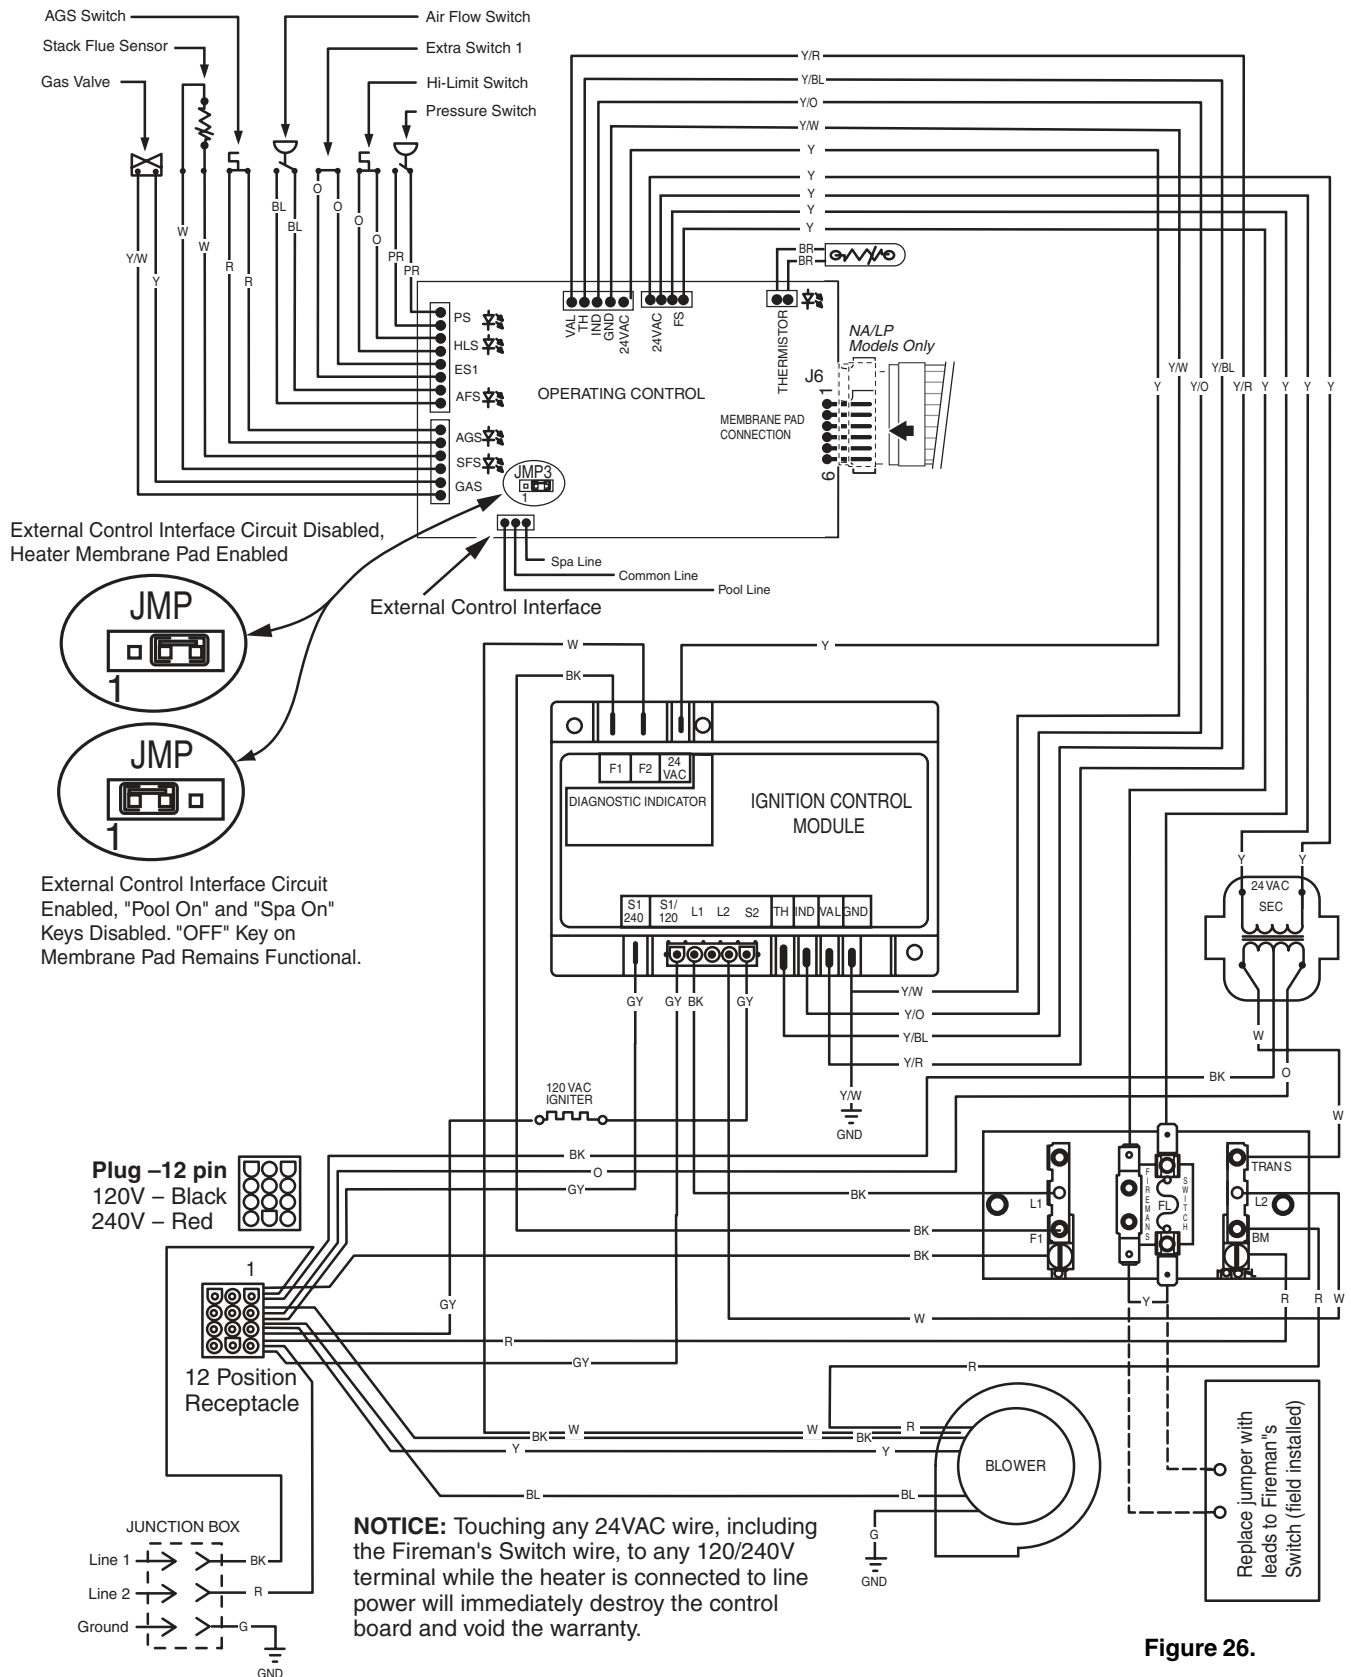 AGS Switch
Stack Flue Sensor
Gas Valve
Air Flow Switch
Extra Switch 1
Hi-Limit Switch
Pressure Switch
Y/R
Y/BL
Y/O
Y/W
Y
Y
Y
Y
Y
BR
BR
Y/W
Y
W
W
R
R
BL
BL
O
O
O
O
PR
PR
PS
HLS
ES1
AFS
AGS
SFS
GAS
VAL
TH
IND
GND
24VAC
24VAC
FS
THERMISTOR
NA/LP
Models Only
J6
1
6
OPERATING CONTROL
MEMBRANE PAD
CONNECTION
JMP3
1
Y
Y/W
Y/O
Y/BL
Y/R
Y
Y
Y
Y
External Control Interface Circuit Disabled,
Heater Membrane Pad Enabled
JMP
1
JMP
1
External Control Interface Circuit
Enabled, "Pool On" and "Spa On"
Keys Disabled. "OFF" Key on
Membrane Pad Remains Functional.
Spa Line
Common Line
Pool Line
External Control Interface
W
BK
Y
F1
F2
24
VAC
DIAGNOSTIC INDICATOR
IGNITION CONTROL
MODULE
S1
240
S1/
120
L1
L2
S2
TH
IND
VAL
GND
GY
GY
BK
GY
Y/W
Y/O
Y/BL
Y/R
Y/W
GND
Y
Y
24 VAC
SEC
W
BK
O
W
120 VAC
IGNITER
BK
O
GY
BK
BK
BK
L1
F1
FIREMANS
FL
SWITCH
TRANS
L2
BM
Y
R
R
W
Plug –12 pin
120V – Black
240V – Red
1
12 Position
Receptacle
GY
W
R
GY
R
W
W
R
BK
BK
Y
Y
BL
BL
BLOWER
G
GND
Replace jumper with
leads to Fireman"s
Switch (field installed)
JUNCTION BOX
Line 1
BK
Line 2
R
Ground
G
GND
NOTICE: Touching any 24VAC wire, including
the Fireman's Switch wire, to any 120/240V
terminal while the heater is connected to line
power will immediately destroy the control
board and void the warranty.
Figure 26.